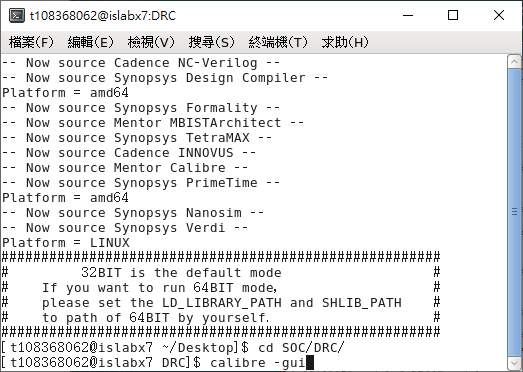 t108368062@islabx7:DRC
檔案(F) 編輯(E) 檢視(V) 搜尋(S) 終端機(T) 求助(H)
-- Now source Cadence NC-Verilog --
-- Now source Synopsys Design Compiler --
Platform = amd64
-- Now source Synopsys Formality --
-- Now source Mentor MBISTArchitect --
-- Now source Synopsys TetraMAX --
-- Now source Cadence INNOVUS --
-- Now source Mentor Calibre --
-- Now source Synopsys PrimeTime --
Platform = amd64
-- Now source Synopsys Nanosim --
-- Now source Synopsys Verdi --
Platform = LINUX
#######################################################
#         32BIT is the default mode                   #
#    If you want to run 64BIT mode,                   #
#    please set the LD_LIBRARY_PATH and SHLIB_PATH    #
#    to path of 64BIT by yourself.                    #
#######################################################
[t108368062@islabx7 ~/Desktop]$ cd SOC/DRC/
[t108368062@islabx7 DRC]$ calibre -gui